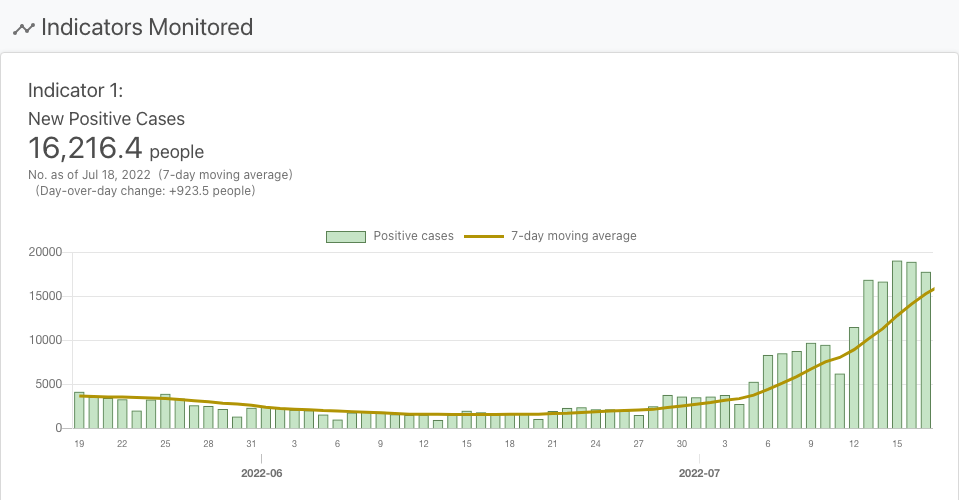 Indicators Monitored
Indicator 1:
New Positive Cases
16,216.4 people
No. as of Jul 18, 2022 (7-day moving average)
(Day-over-day change: +923.5 people)
Positive cases 7-day moving average
20000
15000
10000
5000
0
19 22 25 28 31 3 6 9 12 15 18 21 24 27 30 3 6 9 12 15
2022-06 2022-07